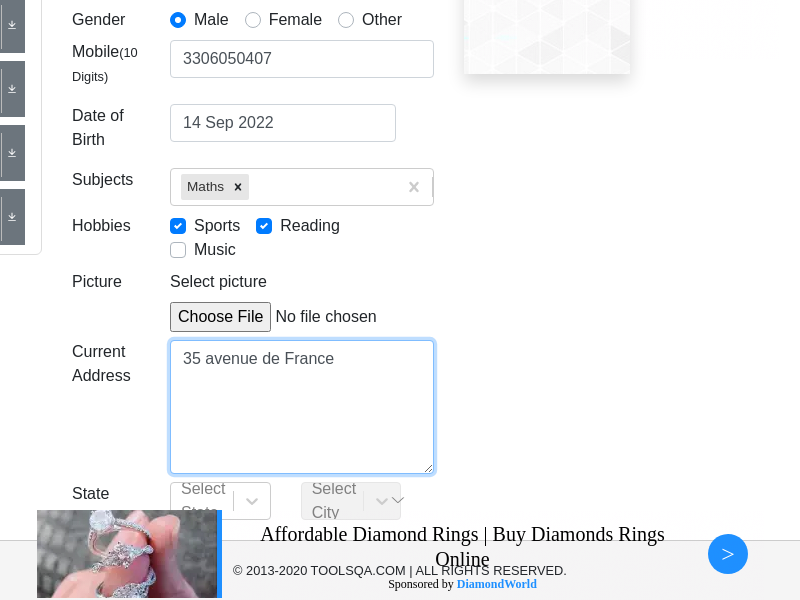 Gender Male Female Other
Mobile(10 Digits) 3306050407
Date of Birth 14 Sep 2022
Subjects Maths
Hobbies Sports Reading
Music
Picture Select picture
Choose File No file chosen
Current Address 35 avenue de France
State Select State Select City
Affordable Diamond Rings | Buy Diamonds Rings
Online
© 2013-2020 TOOLSQA.COM | ALL RIGHTS RESERVED.
Sponsored by DiamondWorld